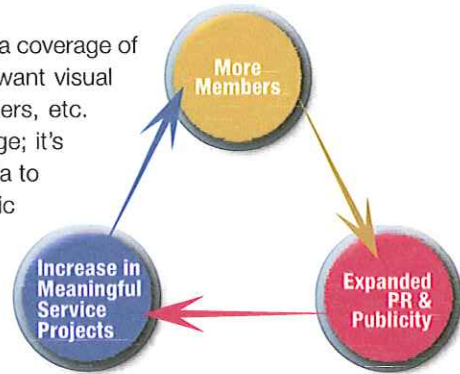 a coverage of
want visual
ers, etc.
ge; it's
a to
ic
More
Members
Increase in
Meaningful
Service
Projects
Expanded
PR &
Publicity